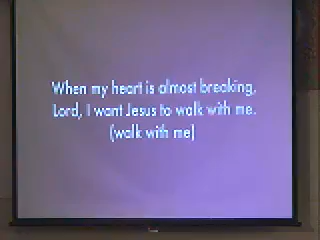 When my heart is almost breaking,
Lord, I want Jesus to walk with me.
(walk with me)